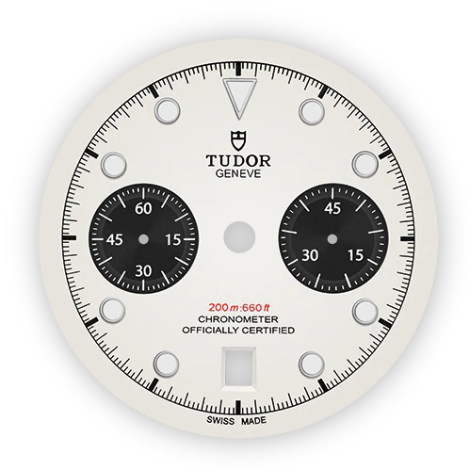 TUDOR
GENEVE
60
45 15
30
45
30 15
200m:660ft
CHRONOMETER
OFFICIALLY CERTIFIED
SWISS MADE